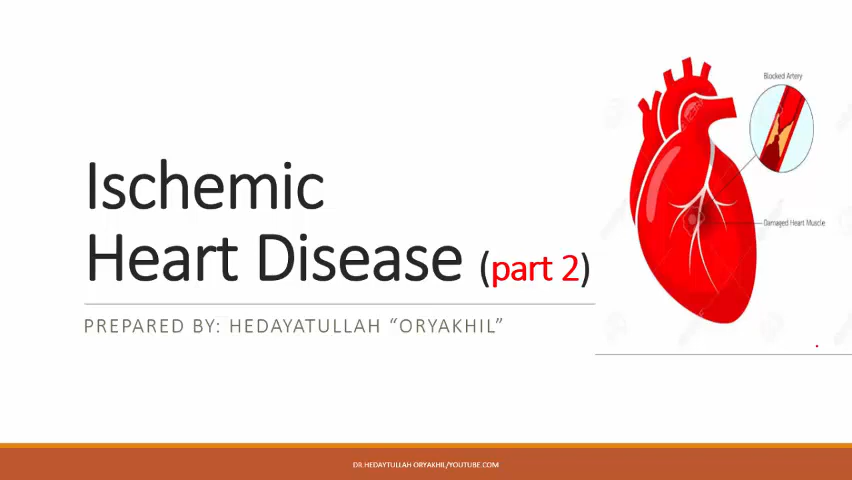 Ischemic
Heart Disease (part 2)
PREPARED BY: HEDAYATULLAH “ORYAKHIL”
Blocked Artery
Damaged Heart Muscle
DR.HEDAYTULLAH ORYAKHIL/YOUTUBE.COM